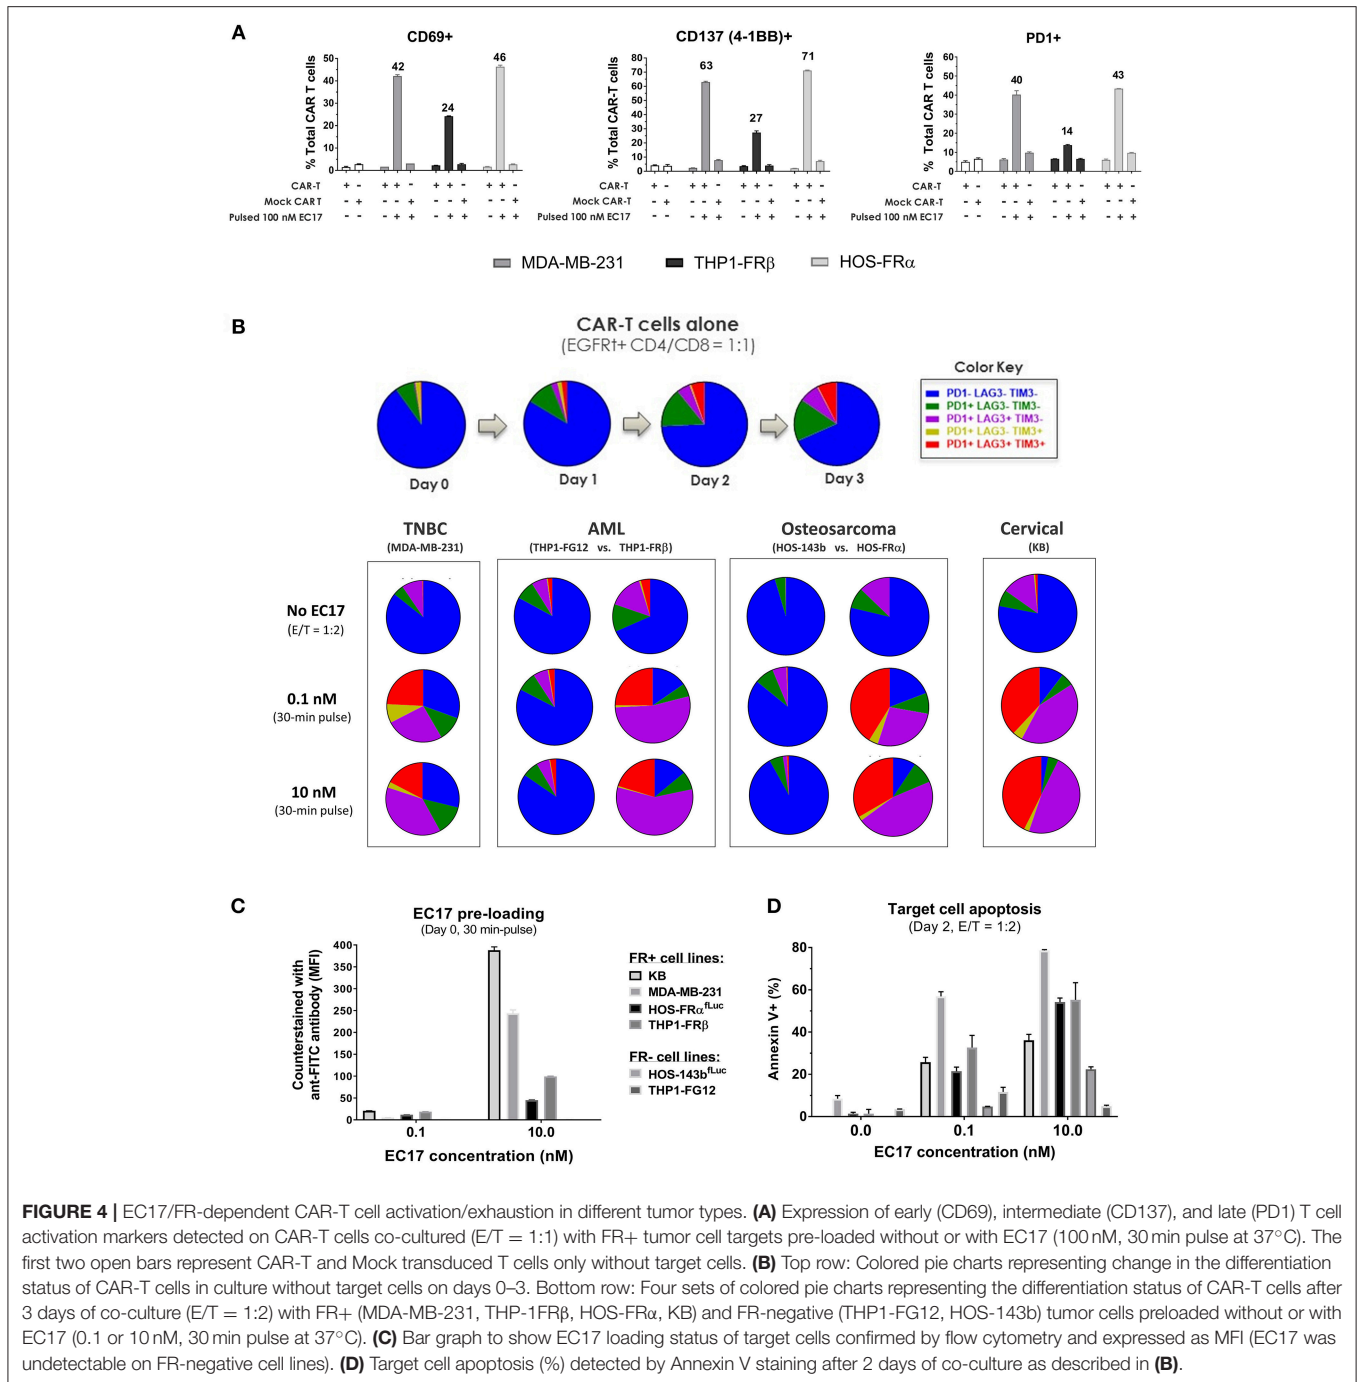 A
CD69+
CD137 (4-1BB)+
PD1+
% Total CAR T cells
50
40
30
20
10
0
42
24
46
% Total CAR-T cells
80
70
60
50
40
30
20
10
0
63
27
71
% Total CAR T cells
60
40
20
0
40
14
43
CAR-T + - + + - + + - + + -
Mock CAR T - + - - + - - + - - +
Pulsed 100 nM EC17 - - - + + - + + - + +
CAR-T + - + + - + + - + + -
Mock CAR-T - + - - + - - + - - +
Pulsed 100 nM EC17 - - - + + - + + - + +
CAR-T + - + + - + + - + + -
Mock CAR-T - + - - + - - + - - +
Pulsed 100 nM EC17 - - - + + - + + - + +
MDA-MB-231 THP1-FRβ HOS-FRα
B
CAR-T cells alone
(EGFRt+ CD4/CD8 = 1:1)
Day 0
Day 1
Day 2
Day 3
Color Key
PD1- LAG3- TIM3-
PD1+ LAG3- TIM3-
PD1+ LAG3+ TIM3-
PD1+ LAG3- TIM3+
PD1+ LAG3+ TIM3+
TNBC
(MDA-MB-231)
AML
(THP1-FG12 vs. THP1-FRβ)
Osteosarcoma
(HOS-143b vs. HOS-FRα)
Cervical
(KB)
No EC17
(E/T = 1:2)
0.1 nM
(30-min pulse)
10 nM
(30-min pulse)
C
EC17 pre-loading
(Day 0, 30 min-pulse)
Counterstained with
ant-FITC antibody (MFI)
400
350
300
250
200
150
100
50
0
0.1
10.0
EC17 concentration (nM)
FR+ cell lines:
KB
MDA-MB-231
HOS-FRα fLuc
THP1-FRβ
FR- cell lines:
HOS-143b fLuc
THP1-FG12
D
Target cell apoptosis
(Day 2, E/T = 1:2)
Annexin V+ (%)
80
60
40
20
0
0.0
0.1
10.0
EC17 concentration (nM)
FIGURE 4 | EC17/FR-dependent CAR-T cell activation/exhaustion in different tumor types. (A) Expression of early (CD69), intermediate (CD137), and late (PD1) T cell
activation markers detected on CAR-T cells co-cultured (E/T = 1:1) with FR+ tumor cell targets pre-loaded without or with EC17 (100 nM, 30 min pulse at 37°C). The
first two open bars represent CAR-T and Mock transduced T cells only without target cells. (B) Top row: Colored pie charts representing change in the differentiation
status of CAR-T cells in culture without target cells on days 0–3. Bottom row: Four sets of colored pie charts representing the differentiation status of CAR-T cells after
3 days of co-culture (E/T = 1:2) with FR+ (MDA-MB-231, THP-1FRβ, HOS-FRα, KB) and FR-negative (THP1-FG12, HOS-143b) tumor cells preloaded without or with
EC17 (0.1 or 10 nM, 30 min pulse at 37°C). (C) Bar graph to show EC17 loading status of target cells confirmed by flow cytometry and expressed as MFI (EC17 was
undetectable on FR-negative cell lines). (D) Target cell apoptosis (%) detected by Annexin V staining after 2 days of co-culture as described in (B).